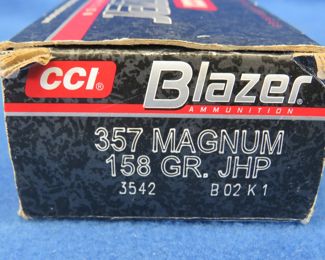 CCI®
Blazer®
AMMUNITION
357 MAGNUM
158 GR. JHP
3542 B02K1